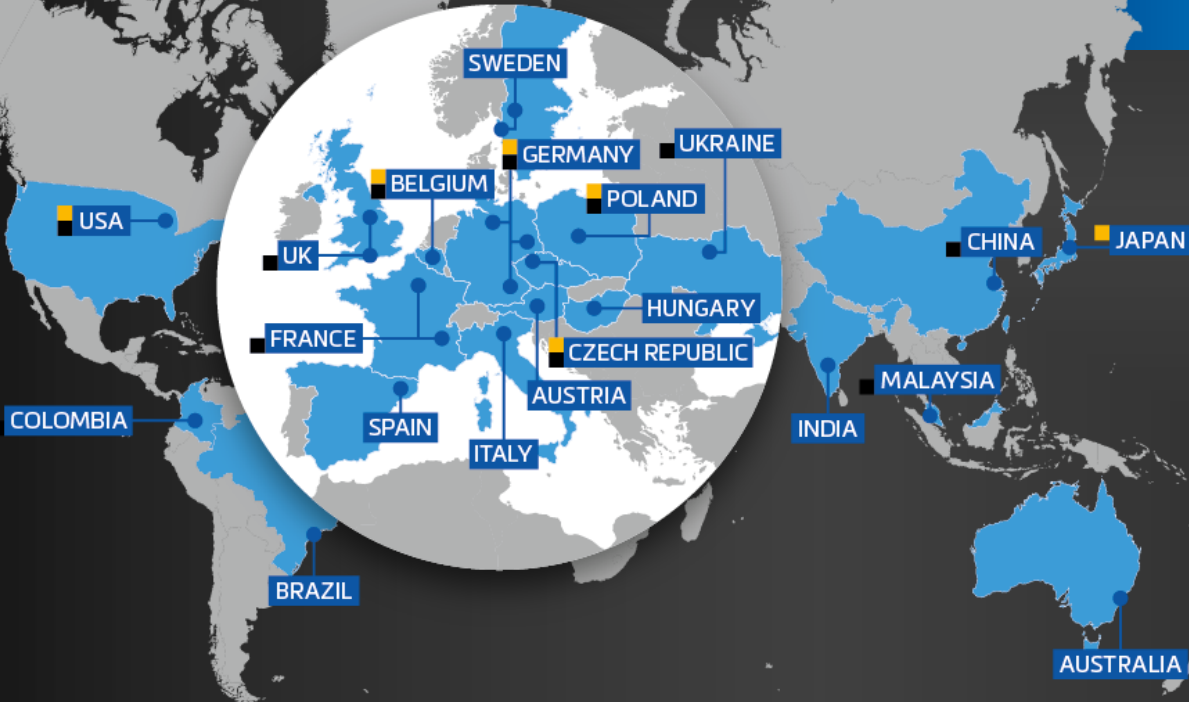 SWEDEN
GERMANY
UKRAINE
BELGIUM
POLAND
USA
UK
CHINA
JAPAN
HUNGARY
FRANCE
CZECH REPUBLIC
MALAYSIA
AUSTRIA
COLOMBIA
SPAIN
INDIA
ITALY
BRAZIL
AUSTRALIA